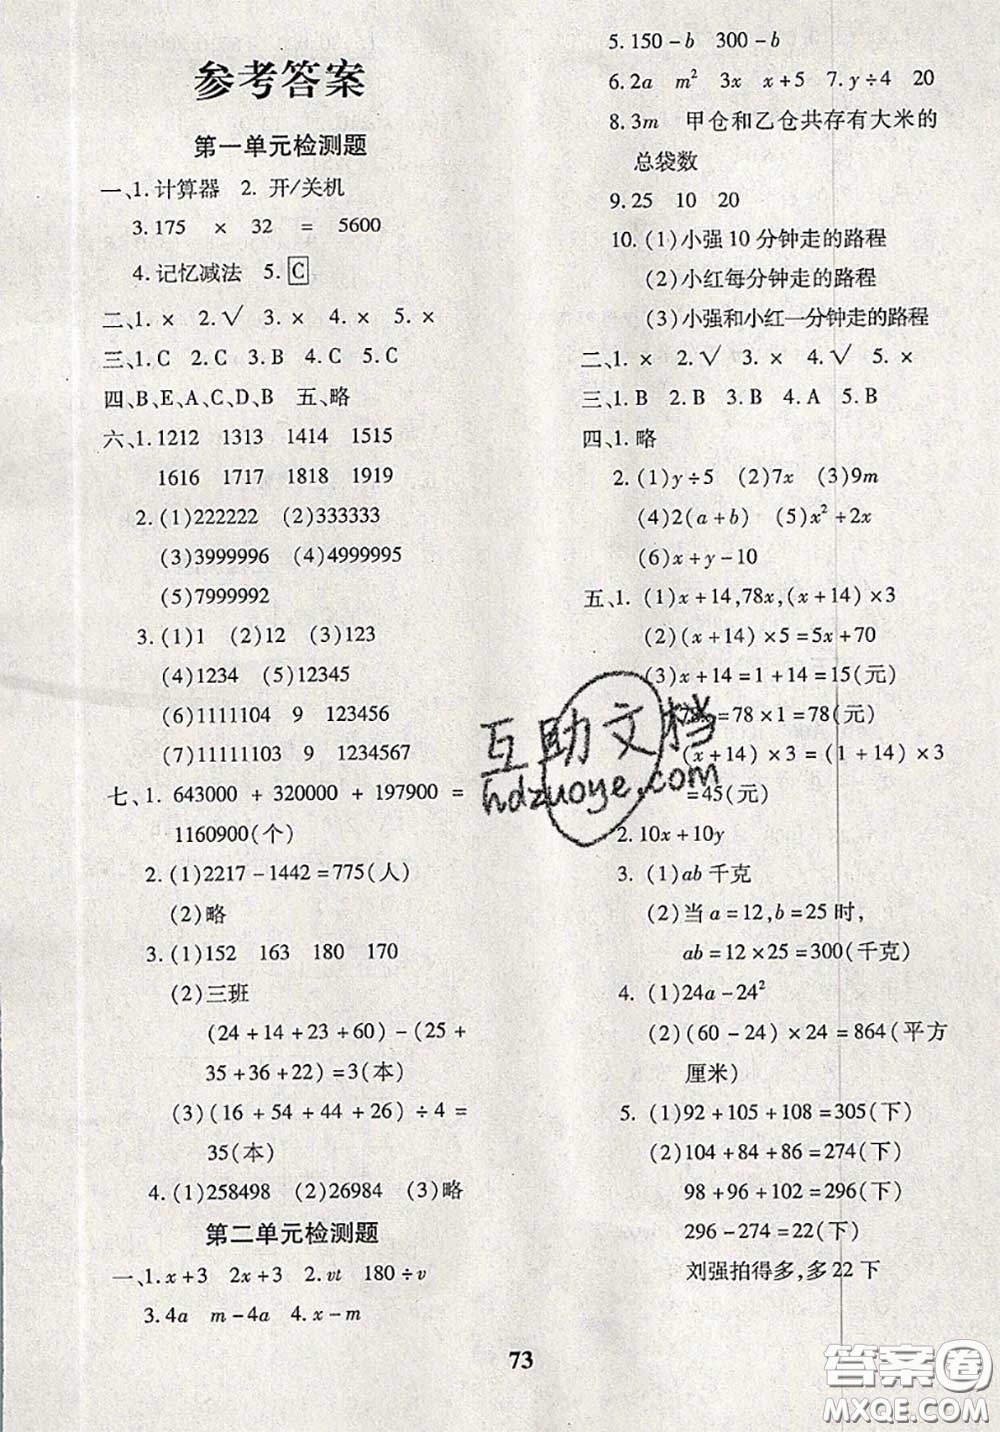 参考答案
第一单元检测题
一、1.计算器 2. 开/关机
3.175 × 32 = 5600
4.记忆减法 5.C
二、1.× 2.√ 3.× 4.× 5.×
三、1.C 2.C 3.B 4.C 5.C
四、B、E、A、C、D、B 五、略
六、1.1212 1313 1414 1515
1616 1717 1818 1919
2.(1)222222 (2)333333
(3)3999996 (4)4999995
(5)7999992
3.(1)1 (2)12 (3)123
(4)1234 (5)12345
(6)1111104 9 123456
(7)11111103 9 1234567
七、1. 643000 + 320000 + 197900 =
1160900(个)
2.(1)2217-1442=775(人)
(2)略
3.(1)152 163 180 170
(2)三班
(24+14+23+60)-(25+
35+36+22)=3(本)
(3)(16+54+44+26)÷4=
35(本)
4.(1)258498 (2)26984 (3)略
第二单元检测题
一、1.x+3 2x+3 2.vt 180÷v
3.4a m-4a 4.x-m
5.150-b 300-b
6.2a m² 3x x+5 7.y÷4 20
8.3m 甲仓和乙仓共存有大米的
总袋数
9.25 10 20
10.(1)小强10分钟走的路程
(2)小红每分钟走的路程
(3)小强和小红一分钟走的路程
二、1.× 2.√ 3.× 4.√ 5.×
三、1.B 2.B 3.B 4.A 5.B
四、1.略
2.(1)y÷5 (2)7x (3)9m
(4)2(a+b) (5)x²+2x
(6)x+y-10
五、1.(1)x+14,78x,(x+14)×3
(2)(x+14)×5=5x+70
(3)x+14=1+14=15(元)
78x=78×1=78(元)
(x+14)×3=(1+14)×3
=45(元)
2.10x+10y
3.(1)ab千克
(2)当a=12,b=25时,
ab=12×25=300(千克)
4.(1)24a-24²
(2)(60-24)×24=864(平方
厘米)
5.(1)92+105+108=305(下)
(2)104+84+86=274(下)
98+96+102=296(下)
296-274=22(下)
刘强拍得多,多22下
73
互助文档
hdzuoye.com
答案圈
MXQE.COM